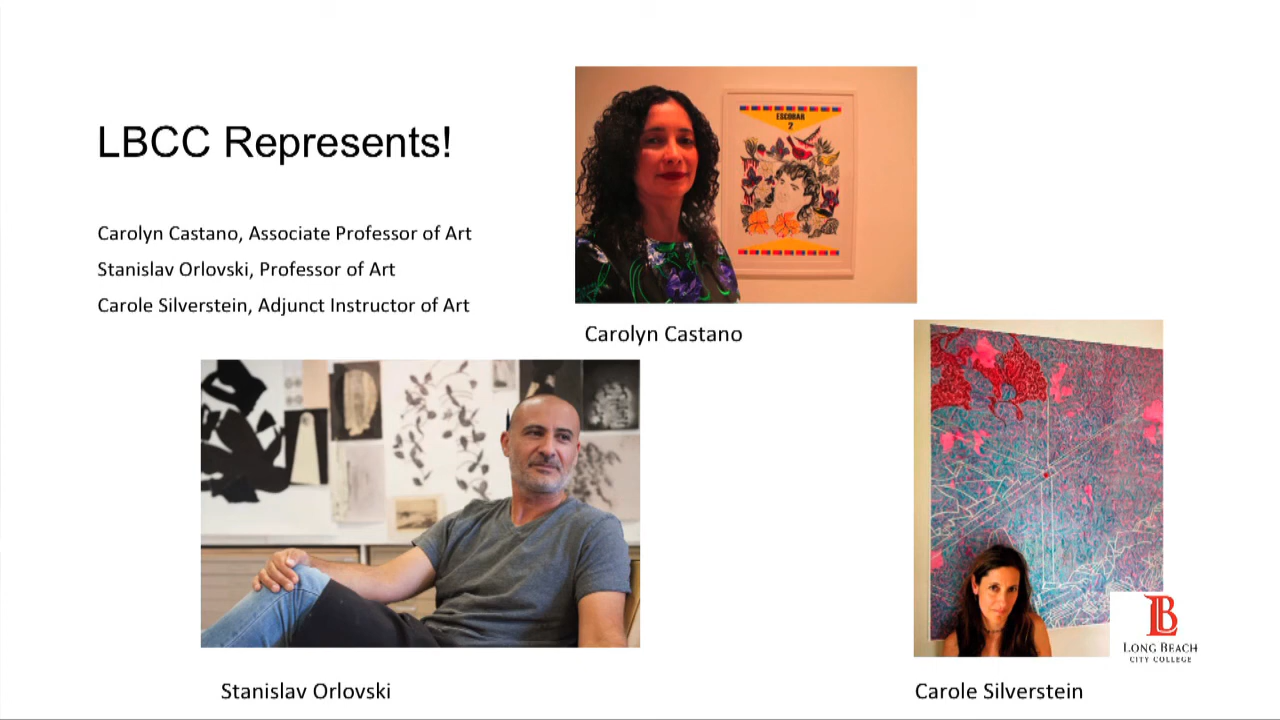 LBCC Represents!
Carolyn Castano, Associate Professor of Art
Stanislav Orlovski, Professor of Art
Carole Silverstein, Adjunct Instructor of Art
ESCOBAR
2
Carolyn Castano
Stanislav Orlovski
Carole Silverstein
LB
LONG BEACH
CITY COLLEGE